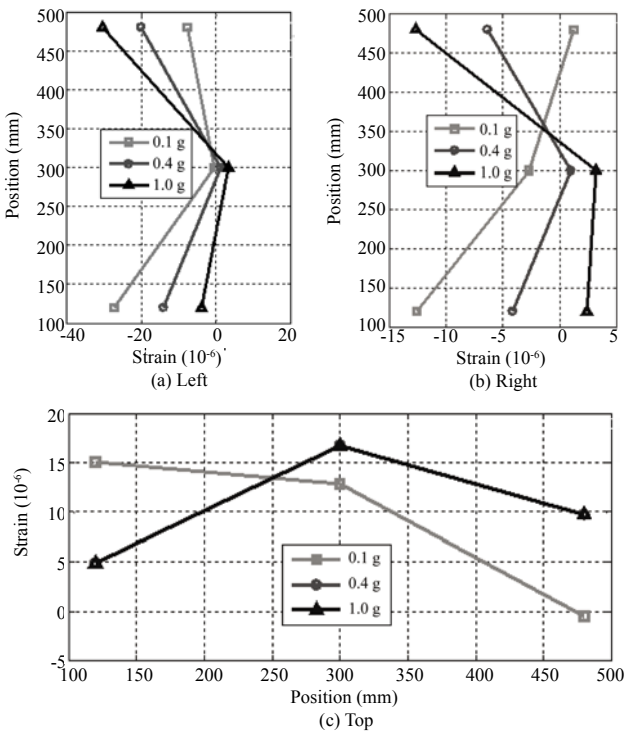 500
450
400
350
300
250
200
150
100
-40
-20
0
20
Position (mm)
0.1 g
0.4 g
1.0 g
Strain (10-6)
(a) Left
500
450
400
350
300
250
200
150
100
-15
-10
-5
0
5
Position (mm)
0.1 g
0.4 g
1.0 g
Strain (10-6)
(b) Right
20
15
10
5
0
-5
100
150
200
250
300
350
400
450
500
Strain (10-6)
0.1 g
0.4 g
1.0 g
Position (mm)
(c) Top